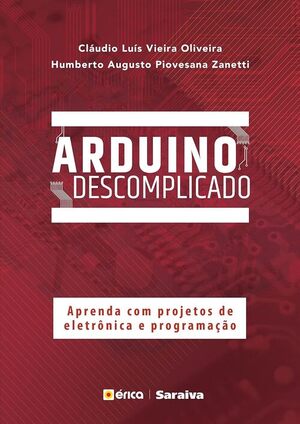 Cláudio Luís Vieira Oliveira
Humberto Augusto Piovesana Zanetti
ARDUINO
DESCOMPLICADO
Aprenda com projetos de
eletrônica e programação
érica | Saraiva